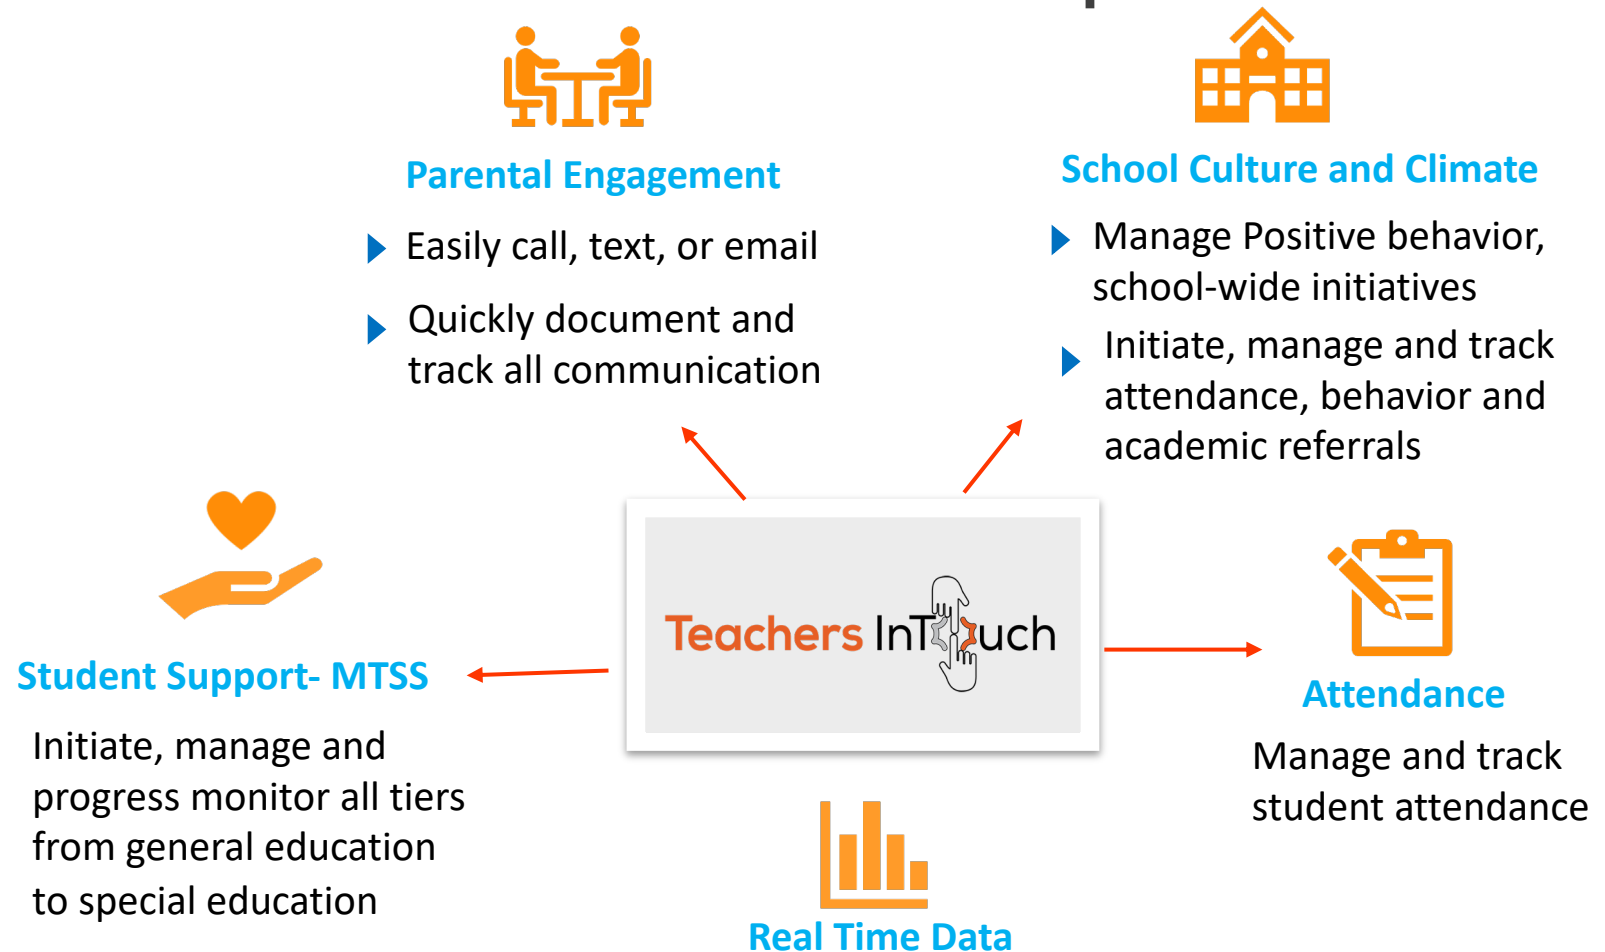 Parental Engagement
Easily call, text, or email
Quickly document and
track all communication
School Culture and Climate
Manage Positive behavior,
school-wide initiatives
Initiate, manage and track
attendance, behavior and
academic referrals
Teachers InTouch
Student Support- MTSS
Initiate, manage and
progress monitor all tiers
from general education
to special education
Attendance
Manage and track
student attendance
Real Time Data